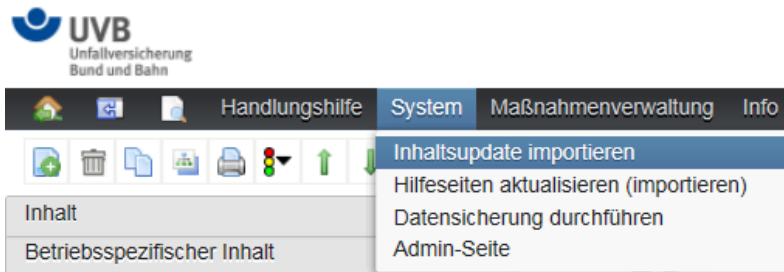 UVB
Unfallversicherung
Bund und Bahn
Handlungshilfe System Maßnahmenverwaltung Info
Inhaltsupdate importieren
Hilfeseiten aktualisieren (importieren)
Inhalt
Datensicherung durchführen
Betriebsspezifischer Inhalt
Admin-Seite